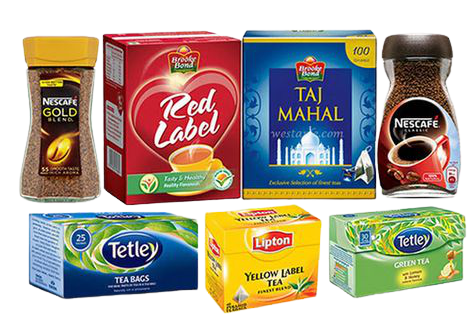 NESCAFÉ
GOLD
BLEND
Brooke
Bond
Red
Label
Tasty & Healthy
Brooke
Bond
100
TAJ
MAHAL
Exclusive Selection of finest teas
NESCAFÉ
CLASSIC
25
Tetley
TEA BAGS
Lipton
YELLOW LABEL
TEA
FINEST BLEND
30
Tetley
GREEN TEA